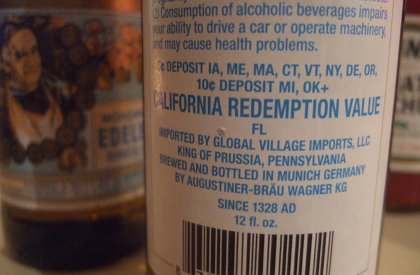 2) Consumption of alcoholic beverages impairs
your ability to drive a car or operate machinery,
and may cause health problems.
¢ DEPOSIT IA, ME, MA, CT, VT, NY, DE, OR,
10¢ DEPOSIT MI, OK+
CALIFORNIA REDEMPTION VALUE
FL
IMPORTED BY GLOBAL VILLAGE IMPORTS, LLC
KING OF PRUSSIA, PENNSYLVANIA
BREWED AND BOTTLED IN MUNICH GERMANY
BY AUGUSTINER-BRÄU WAGNER KG
SINCE 1328 AD
12 fl. oz.
EDEL